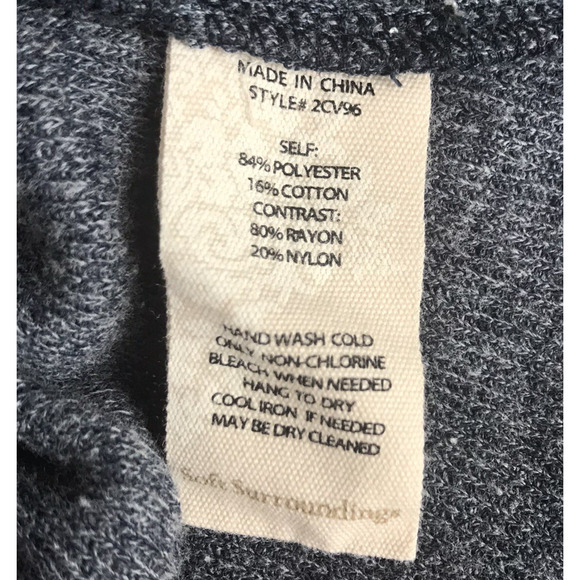 MADE IN CHINA
STYLE# 2CV96
SELF:
84% POLYESTER
16% COTTON
CONTRAST:
80% RAYON
20% NYLON
HAND WASH COLD
ONLY NON-CHLORINE
BLEACH WHEN NEEDED
HANG TO DRY
COOL IRON IF NEEDED
MAY BE DRY CLEANED
Soft Surroundings